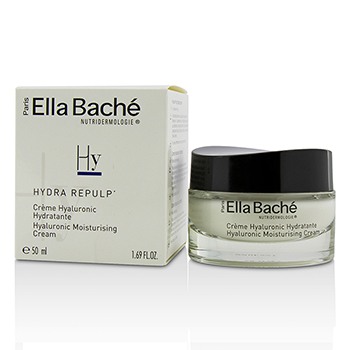 Paris
Ella Baché
NUTRIDERMOLOGIE®
Hy
HYDRA REPULP'
Crème Hyaluronic
Hydratante
Hyaluronic Moisturising
Cream
℮ 50 ml
1.69 FL.OZ.
Paris
Ella Baché
NUTRIDERMOLOGIE®
Crème Hyaluronic Hydratante
Hyaluronic Moisturising Cream